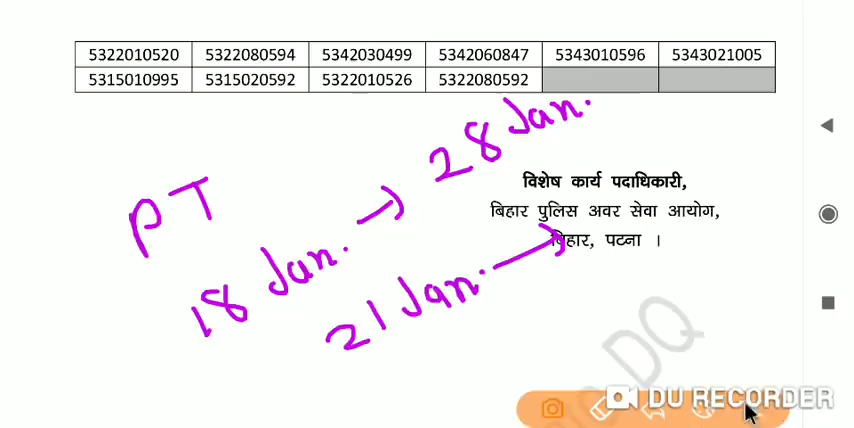 5322010520 5322080594 5342030499 5342060847 5343010596 5343021005
5315010995 5315020592 5322010526 5322080592
28 Jan.
PT
18 Jan.
21 Jan.
विशेष कार्य पदाधिकारी,
बिहार पुलिस अवर सेवा आयोग,
बिहार, पटना ।
DQ
DU RECORDER